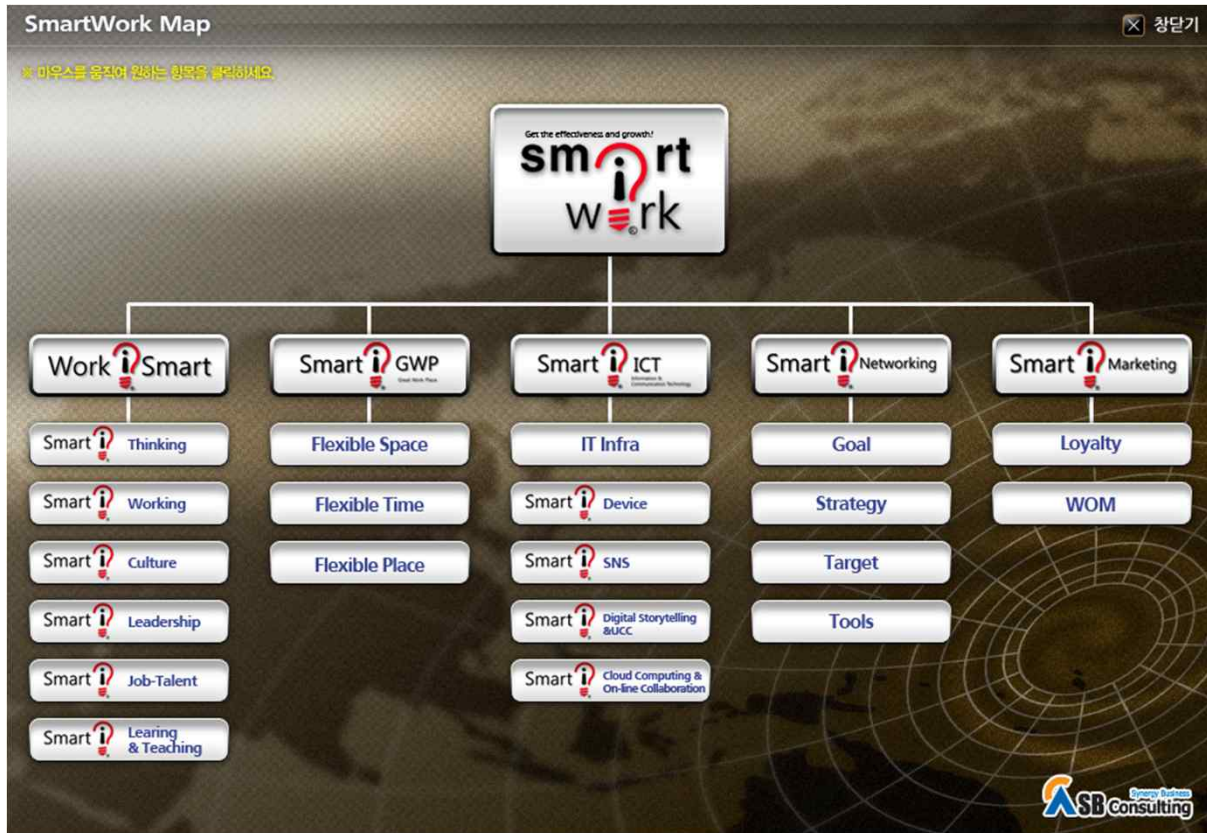 SmartWork Map
창닫기
※ 마우스를 움직여 원하는 항목을 클릭하세요.
Get the effectiveness and growth!
smart
work
©
Work i Smart
Smart i GWP
Great Work Place
Smart i ICT
Information &
Communication Technology
Smart i Networking
Smart i Marketing
Smart i Thinking
Smart i Working
Smart i Culture
Smart i Leadership
Smart i Job-Talent
Smart i Learing
& Teaching
Flexible Space
Flexible Time
Flexible Place
IT Infra
Smart i Device
Smart i SNS
Smart i Digital Storytelling
&UCC
Smart i Cloud Computing &
On-line Collaboration
Goal
Strategy
Target
Tools
Loyalty
WOM
SB Synergy Business
Consulting